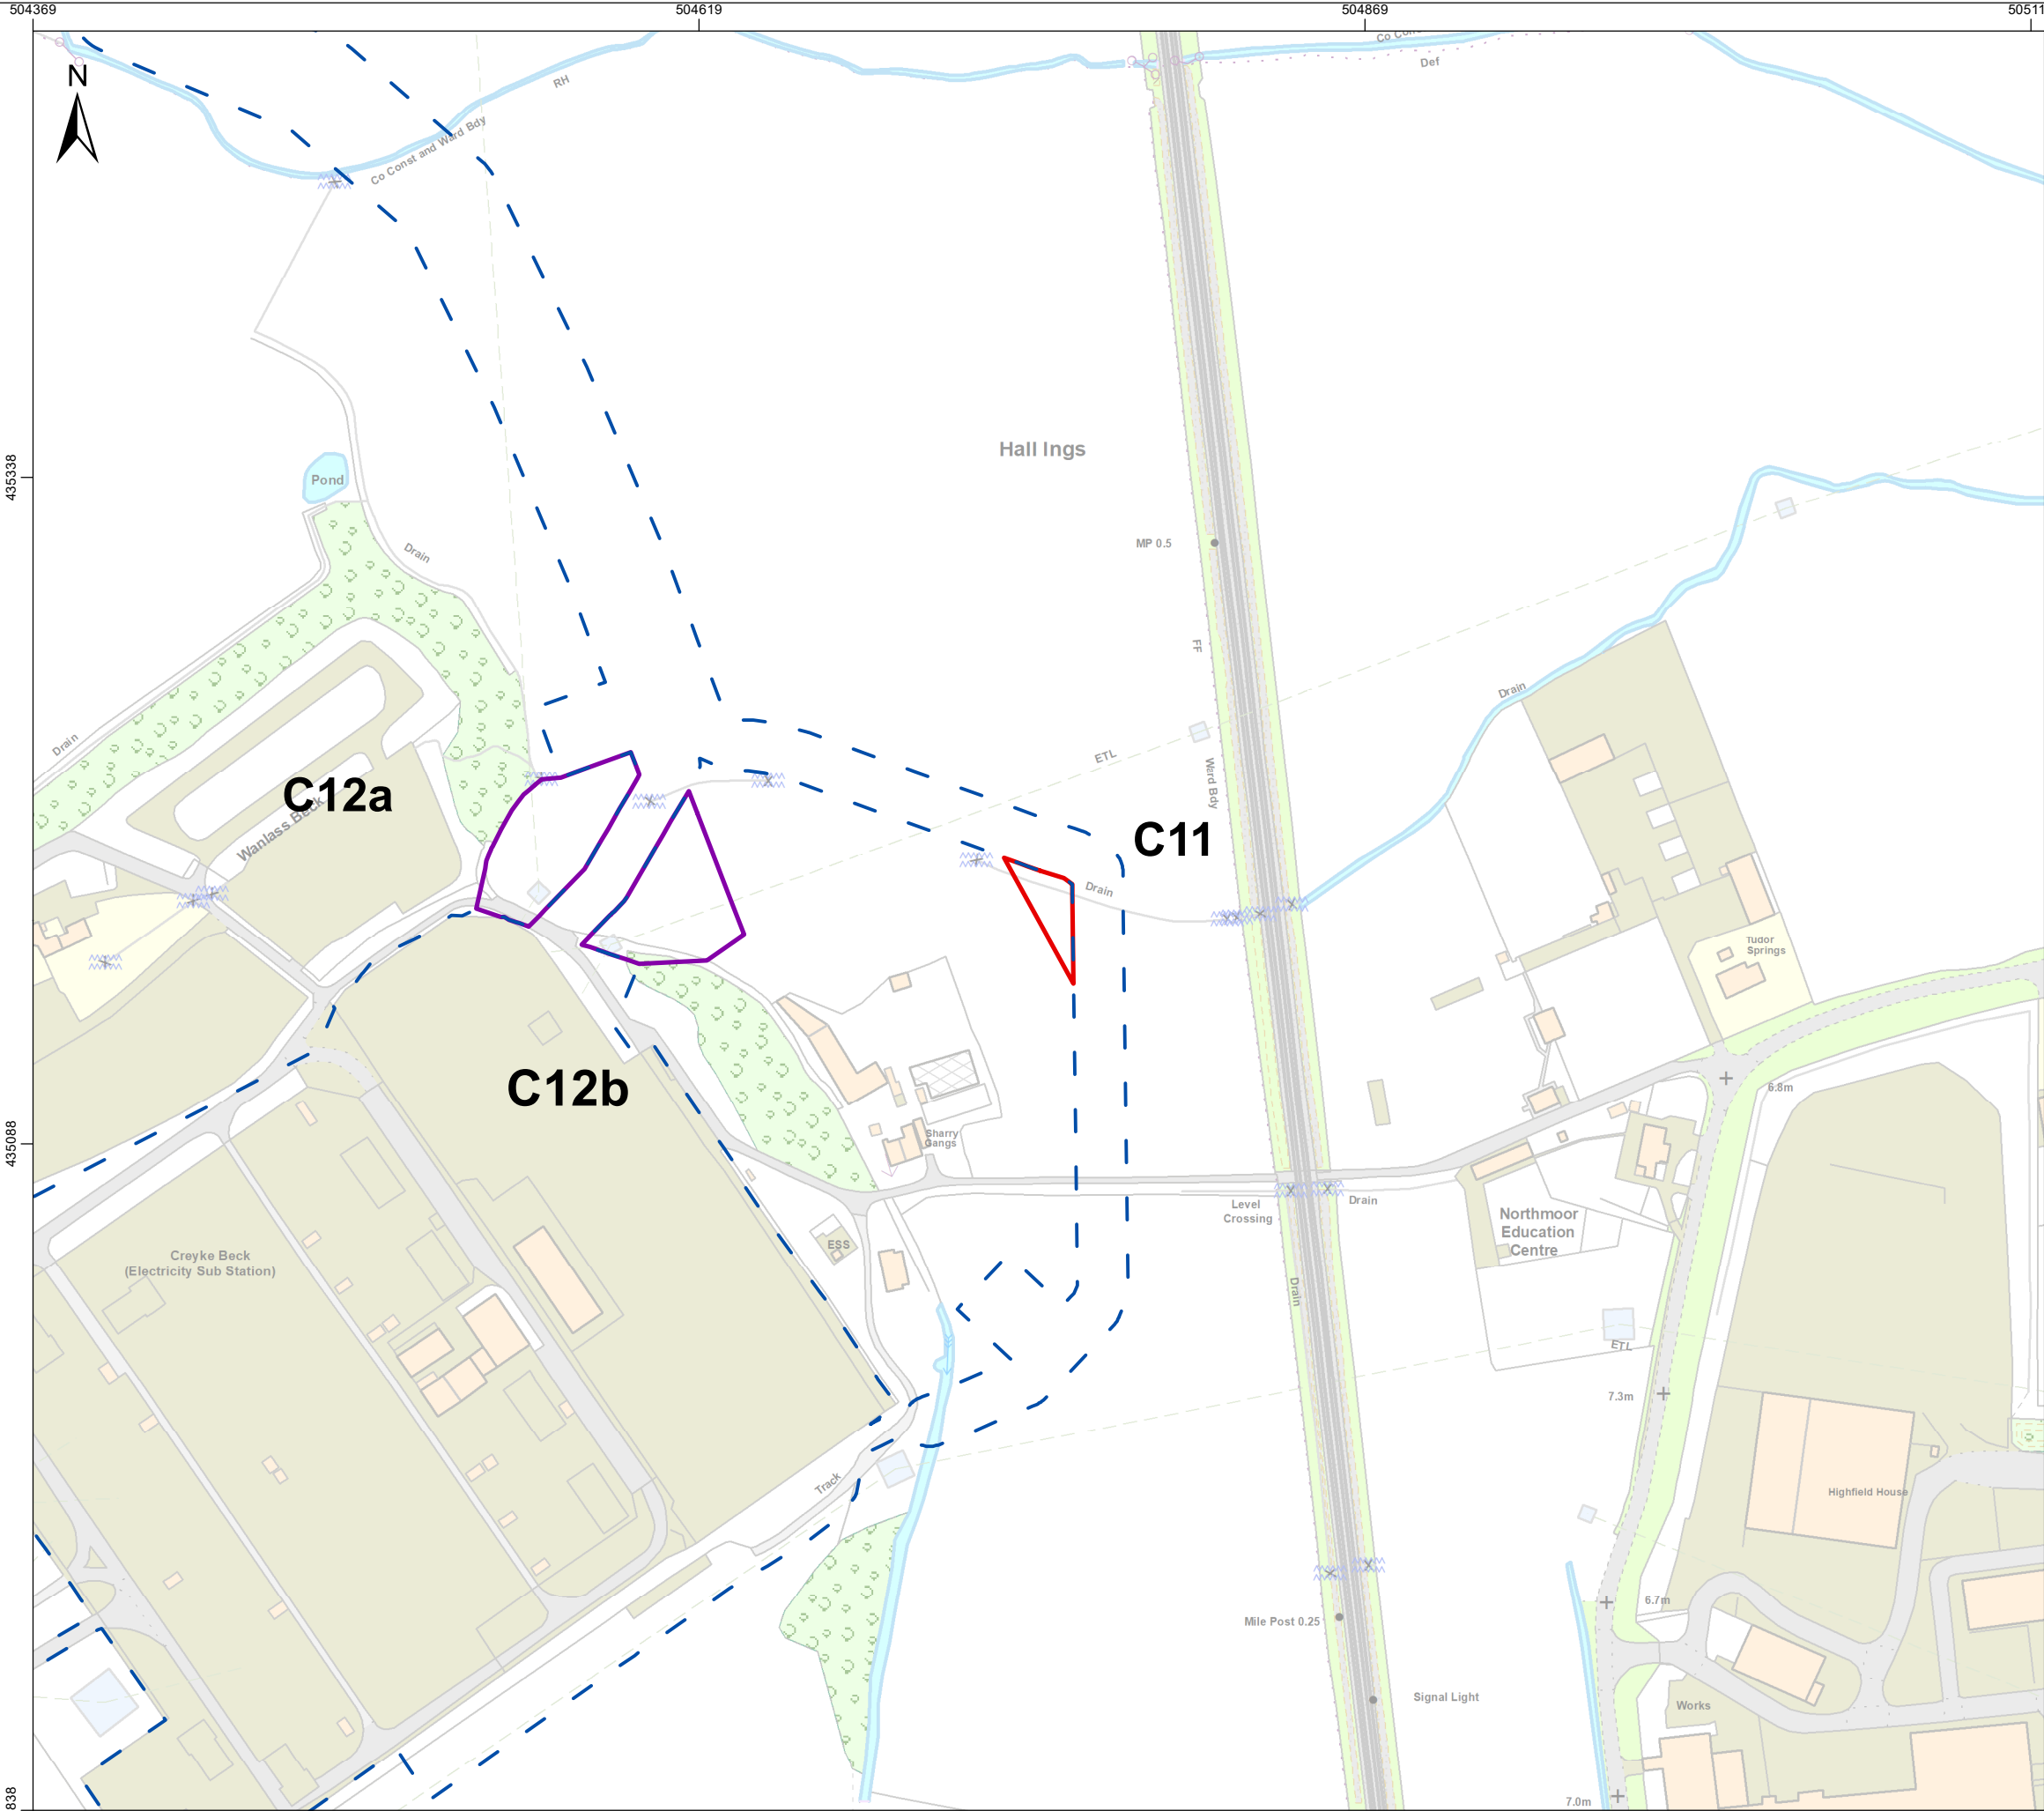 504369
504619
504869
50511
N
RH
Co Const and Ward Bdy
Def
435338
Hall Ings
Pond
MP 0.5
Drain
FF
Drain
Drain
ETL
Ward Bdy
C12a
Wanlass Beck
C11
Drain
Tudor
Springs
C12b
6.8m
435088
Sharry
Gangs
Level
Crossing
Drain
Northmoor
Education
Centre
ESS
Creyke Beck
(Electricity Sub Station)
Drain
ETL
7.3m
Track
Highfield House
6.7m
Mile Post 0.25
Signal Light
Works
838
7.0m